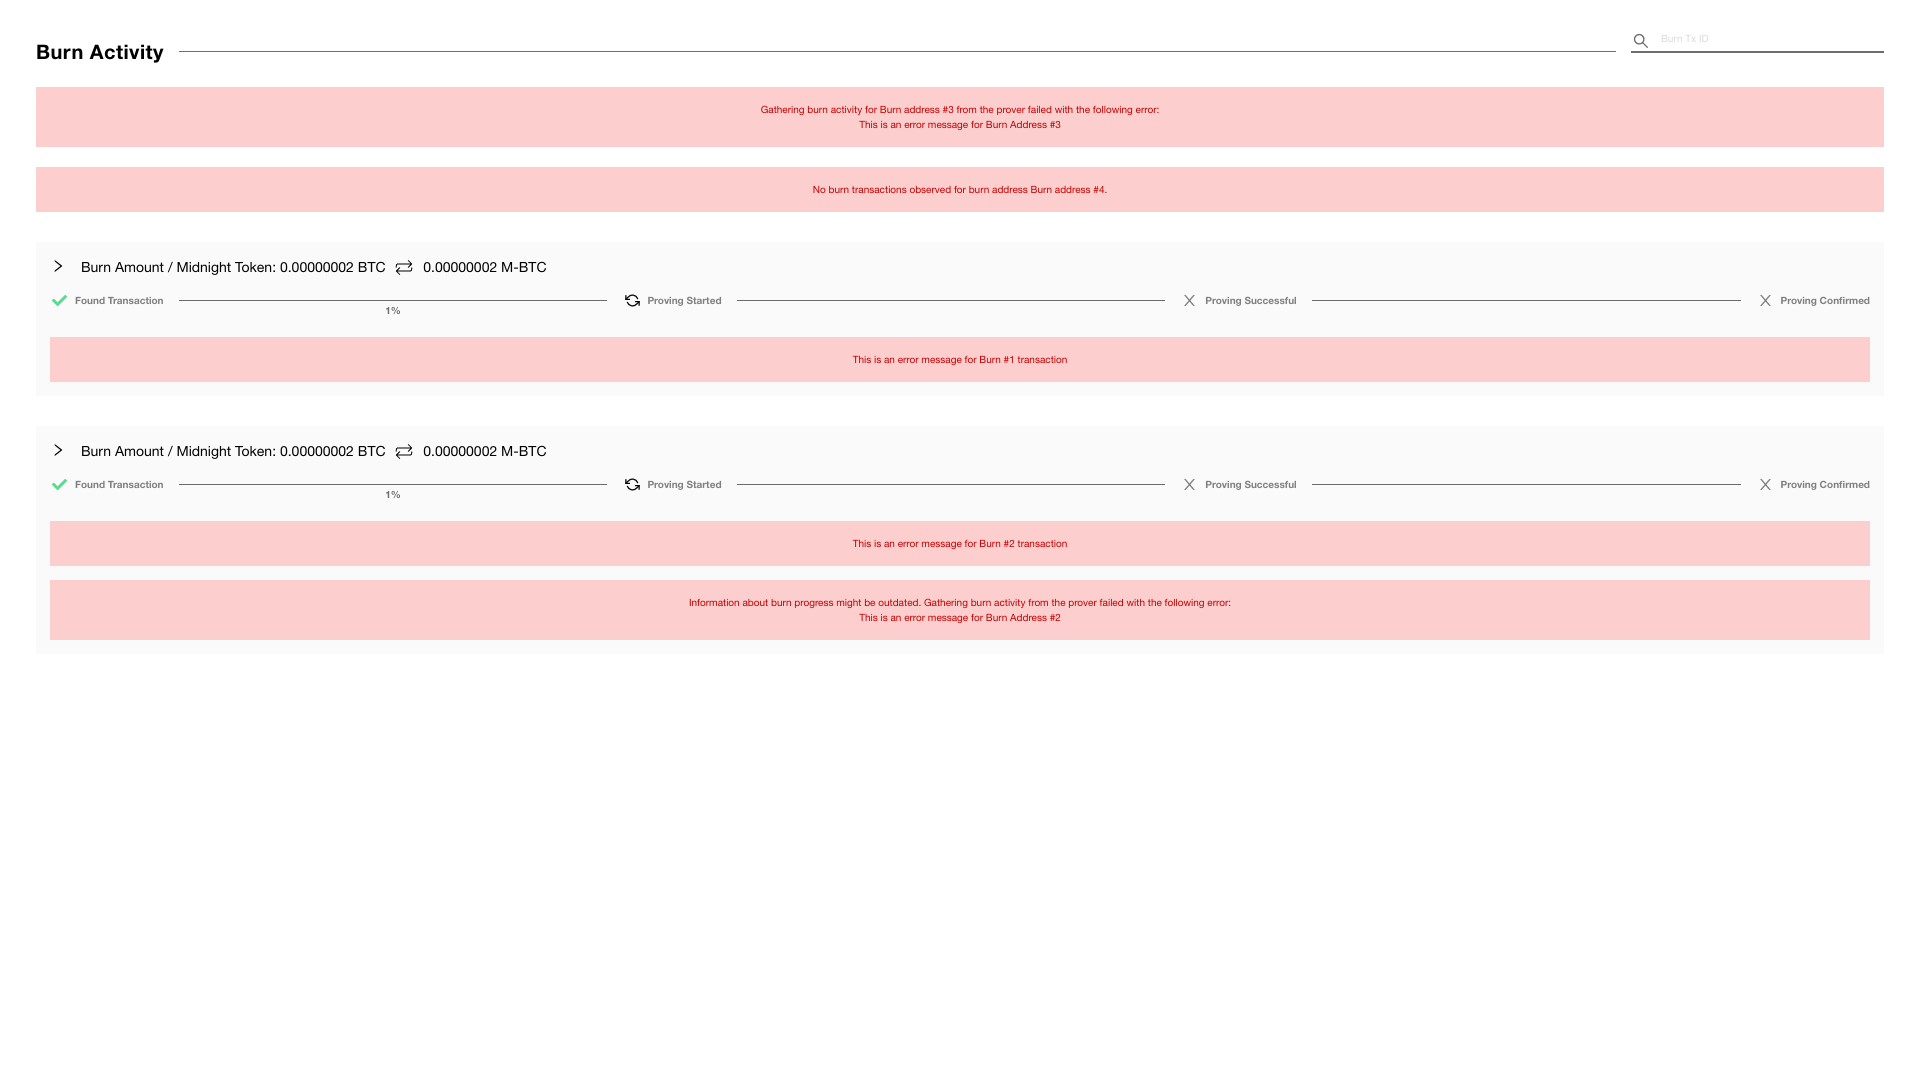 Burn Activity
Burn Tx ID
Gathering burn activity for Burn address #3 from the prover failed with the following error:
This is an error message for Burn Address #3
No burn transactions observed for burn address Burn address #4.
Burn Amount / Midnight Token: 0.00000002 BTC 0.00000002 M-BTC
Found Transaction Proving Started Proving Successful Proving Confirmed
1%
This is an error message for Burn #1 transaction
Burn Amount / Midnight Token: 0.00000002 BTC 0.00000002 M-BTC
Found Transaction Proving Started Proving Successful Proving Confirmed
1%
This is an error message for Burn #2 transaction
Information about burn progress might be outdated. Gathering burn activity from the prover failed with the following error:
This is an error message for Burn Address #2